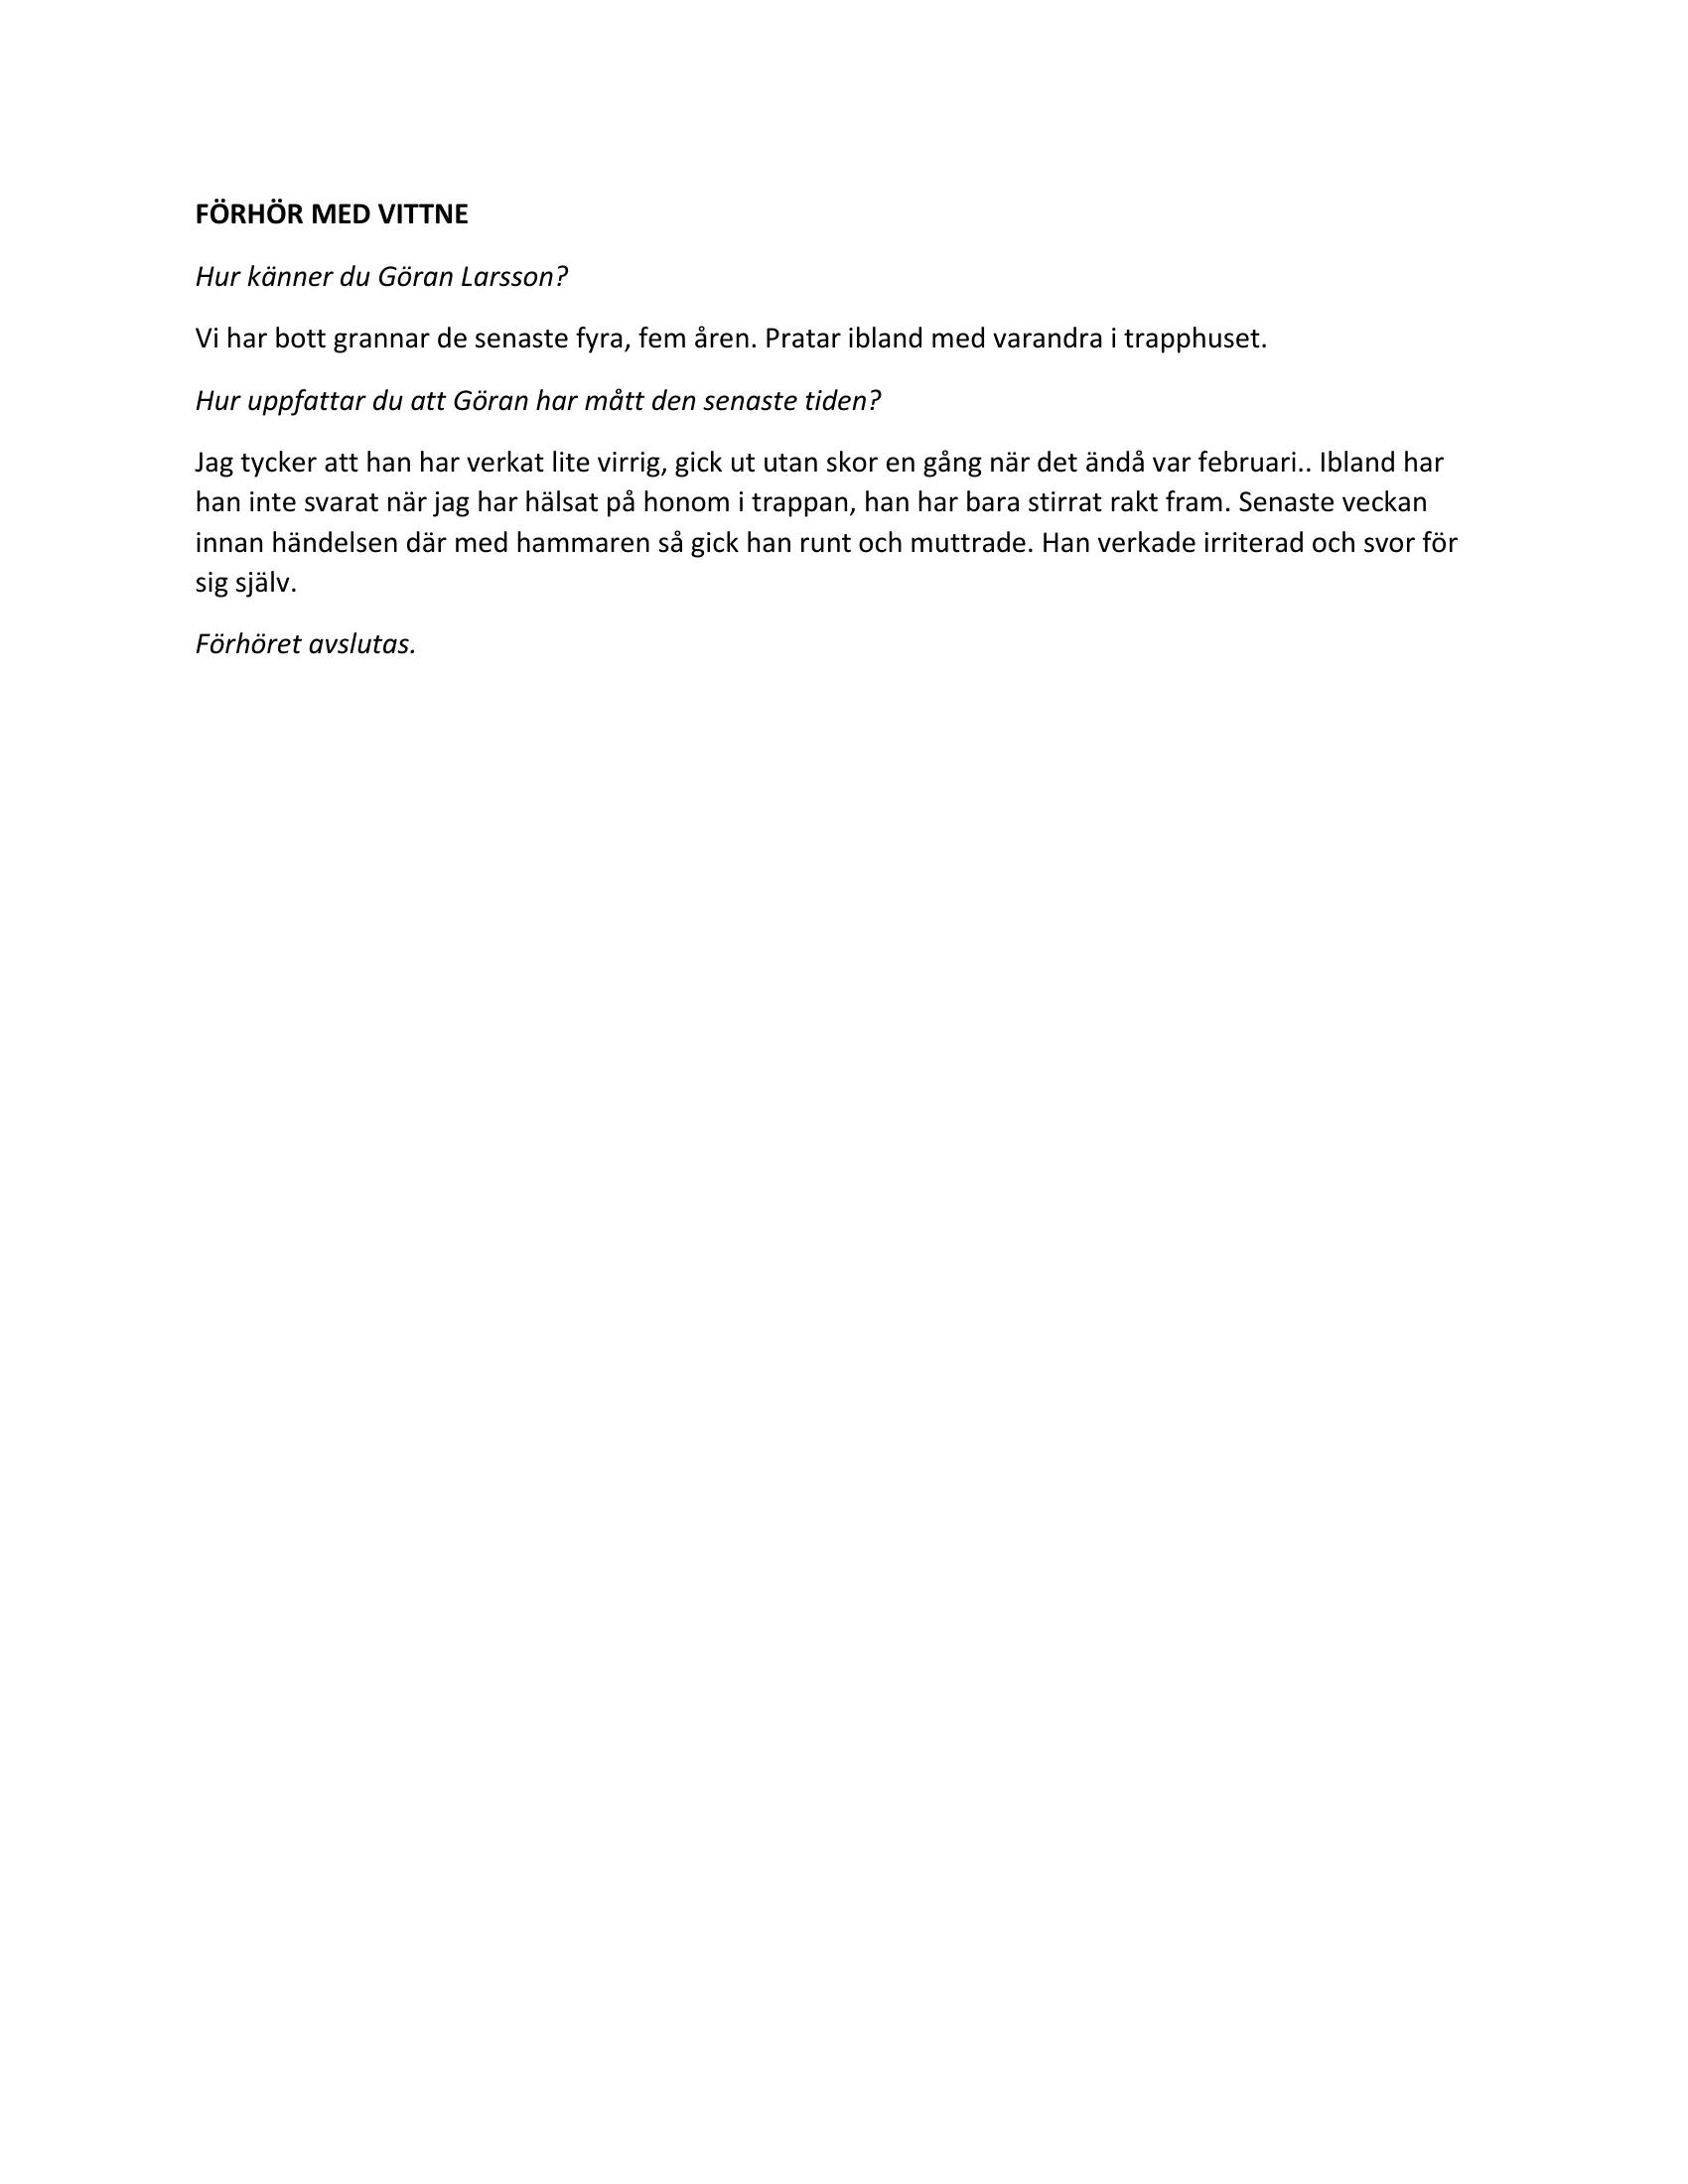 FÖRHÖR MED VITTNE
Hur känner du Göran Larsson?
Vi har bott grannar de senaste fyra, fem åren. Pratar ibland med varandra i trapphuset.
Hur uppfattar du att Göran har mått den senaste tiden?
Jag tycker att han har verkat lite virrig, gick ut utan skor en gång när det ändå var februari.. Ibland har
han inte svarat när jag har hälsat på honom i trappan, han har bara stirrat rakt fram. Senaste veckan
innan händelsen där med hammaren så gick han runt och muttrade. Han verkade irriterad och svor för
sig själv.
Förhöret avslutas.